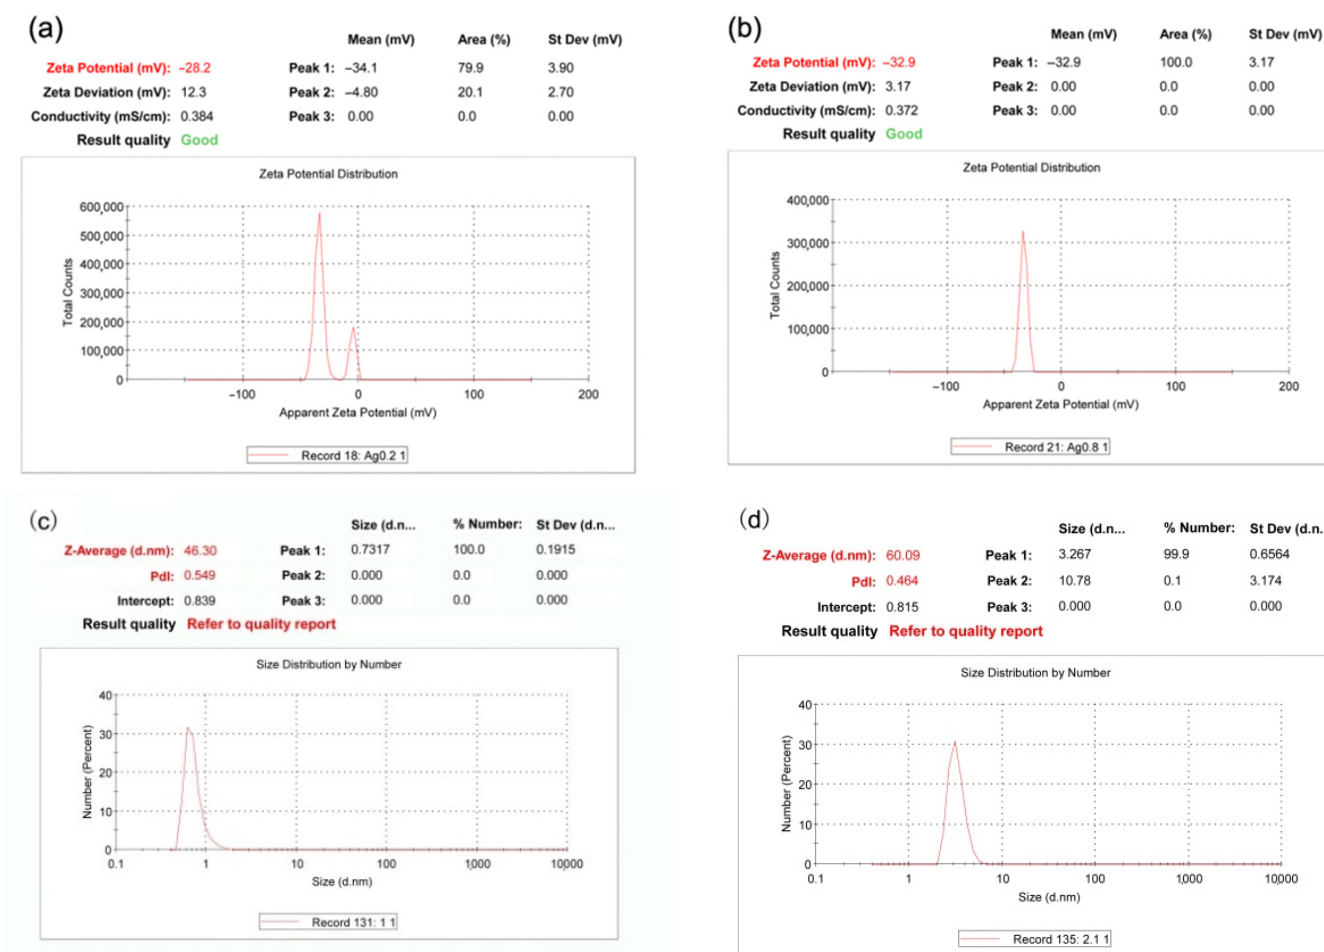 (a)
Mean (mV) Area (%) St Dev (mV)
Zeta Potential (mV): −28.2 Peak 1: −34.1 79.9 3.90
Zeta Deviation (mV): 12.3 Peak 2: −4.80 20.1 2.70
Conductivity (mS/cm): 0.384 Peak 3: 0.00 0.0 0.00
Result quality Good
Zeta Potential Distribution
600,000
500,000
400,000
300,000
200,000
100,000
0
Total Counts
−100 0 100 200
Apparent Zeta Potential (mV)
Record 18: Ag0.2 1
(b)
Mean (mV) Area (%) St Dev (mV)
Zeta Potential (mV): −32.9 Peak 1: −32.9 100.0 3.17
Zeta Deviation (mV): 3.17 Peak 2: 0.00 0.0 0.00
Conductivity (mS/cm): 0.372 Peak 3: 0.00 0.0 0.00
Result quality Good
Zeta Potential Distribution
400,000
300,000
200,000
100,000
0
Total Counts
−100 0 100 200
Apparent Zeta Potential (mV)
Record 21: Ag0.8 1
(c)
Size (d.n... % Number: St Dev (d.n...
Z-Average (d.nm): 46.30 Peak 1: 0.7317 100.0 0.1915
PdI: 0.549 Peak 2: 0.000 0.0 0.000
Intercept: 0.839 Peak 3: 0.000 0.0 0.000
Result quality Refer to quality report
Size Distribution by Number
40
30
20
10
0
Number (Percent)
0.1 1 10 100 1,000 10,000
Size (d.nm)
Record 131: 1 1
(d)
Size (d.n... % Number: St Dev (d.n.
Z-Average (d.nm): 60.09 Peak 1: 3.267 99.9 0.6564
PdI: 0.464 Peak 2: 10.78 0.1 3.174
Intercept: 0.815 Peak 3: 0.000 0.0 0.000
Result quality Refer to quality report
Size Distribution by Number
40
30
20
10
0
Number (Percent)
0.1 1 10 100 1,000 10,000
Size (d.nm)
Record 135: 2.1 1